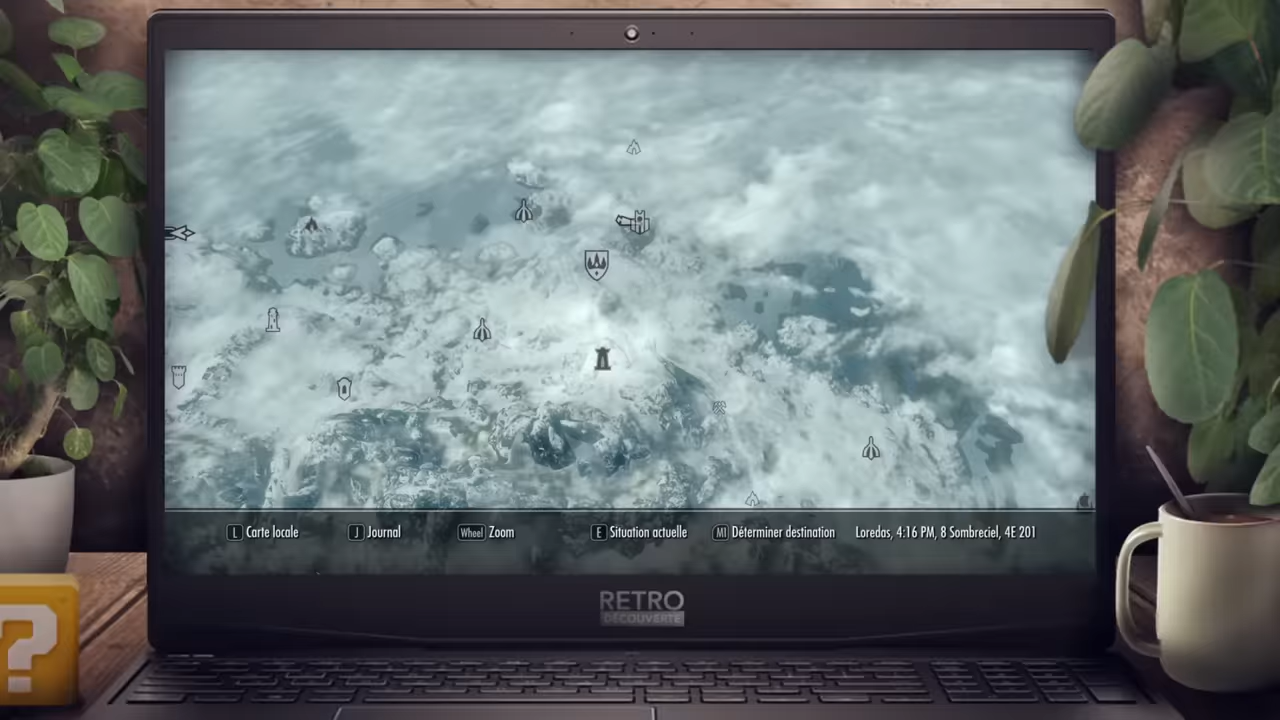 L Carte locale J Journal Wheel Zoom E Situation actuelle M1 Déterminer destination Loredas, 4:16 PM, 8 Sombreciel, 4E 201
RETRO
DÉCOUVERTE
?